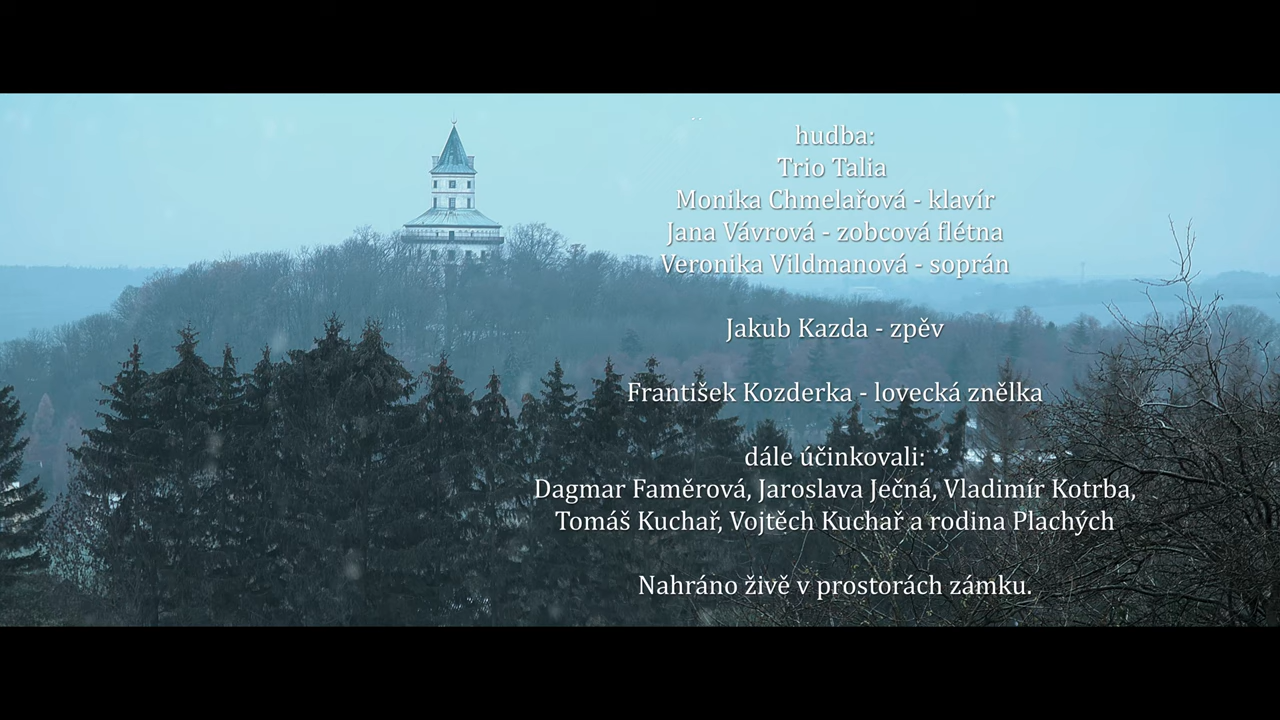 hudba:
Trio Talia
Monika Chmelařová - klavír
Jana Vávrová - zobcová flétna
Veronika Vildmanová - soprán
Jakub Kazda - zpěv
František Kozderka - lovecká znělka
dále účinkovali:
Dagmar Faměrová, Jaroslava Ječná, Vladimír Kotrba,
Tomáš Kuchař, Vojtěch Kuchař a rodina Plachých
Nahráno živě v prostorách zámku.